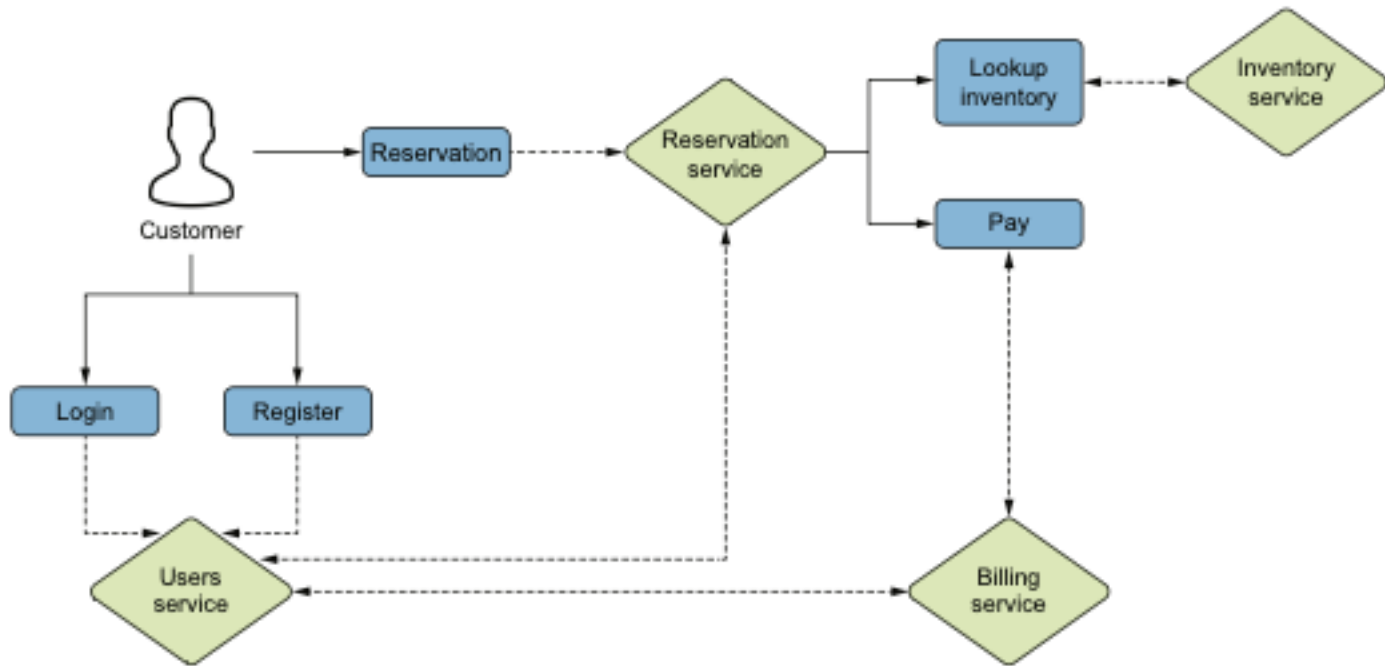 Lookup
inventory
Inventory
service
Reservation
Reservation
service
Customer
Pay
Login
Register
Users
service
Billing
service